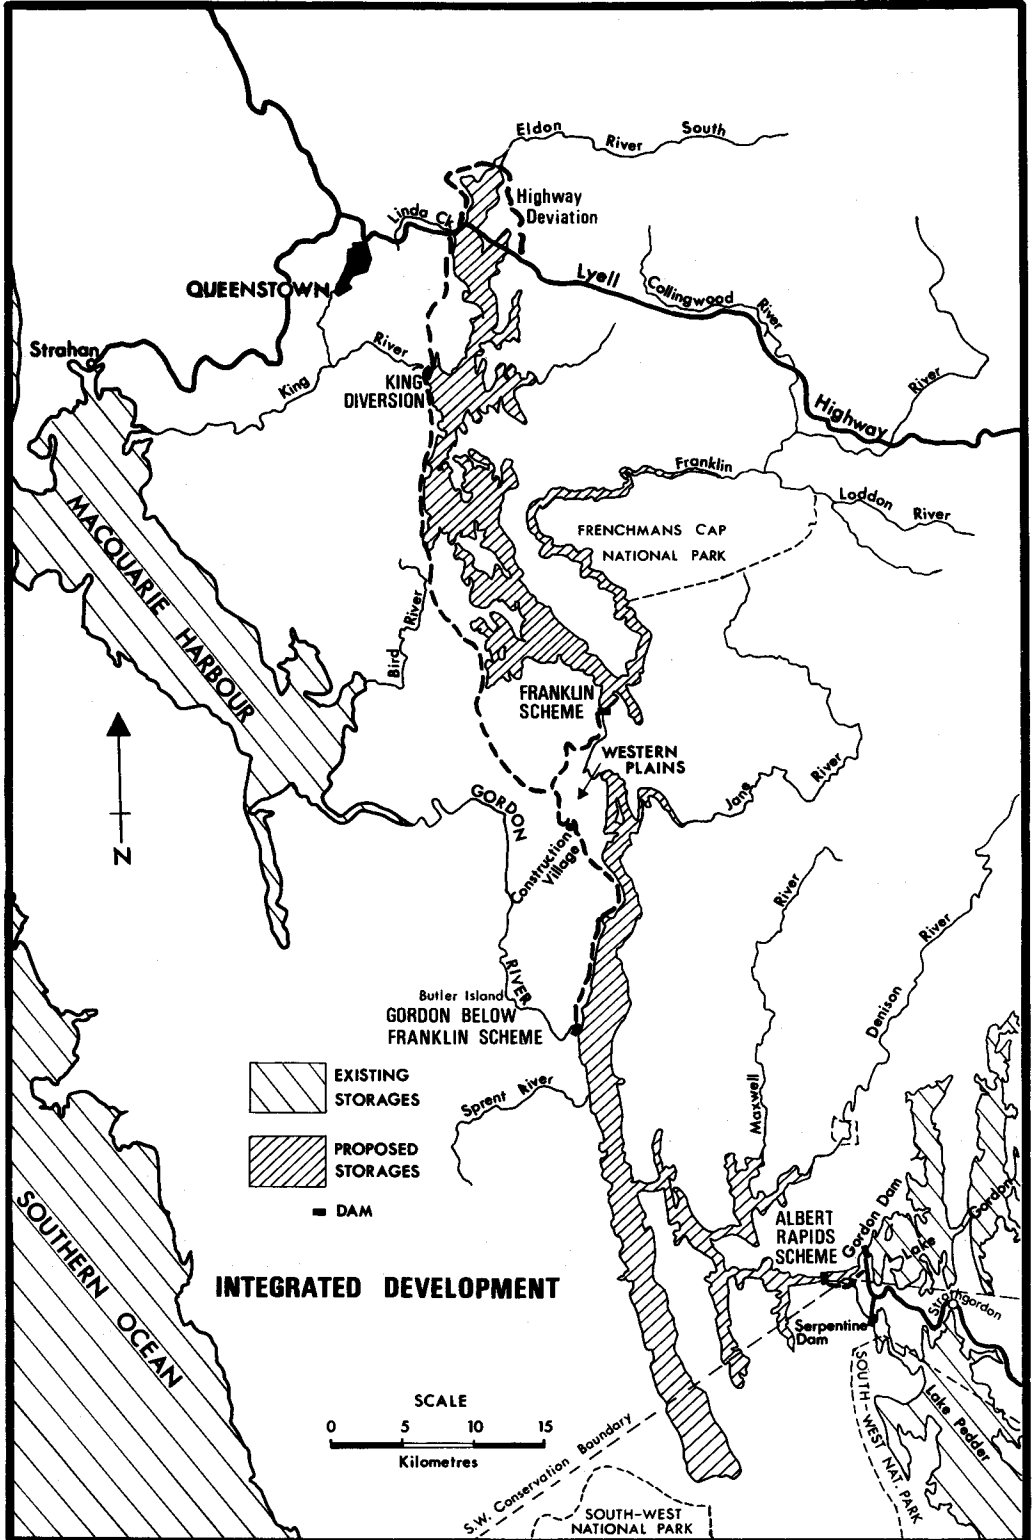 Eldon River South
Highway
Deviation
Linda Ck
QUEENSTOWN
Lyell
Collingwood River
Strahan
King River
KING
DIVERSION
River
Highway
Franklin
Loddon River
FRENCHMANS CAP
NATIONAL PARK
MACQUARIE HARBOUR
Bird River
FRANKLIN
SCHEME
WESTERN
PLAINS
Jane River
GORDON
RIVER
N
Construction
Village
River
Maxwell
River
Denison
Butler Island
GORDON BELOW
FRANKLIN SCHEME
Sprent River
EXISTING
STORAGES
PROPOSED
STORAGES
DAM
ALBERT
RAPIDS
SCHEME
Gordon Dam
Lake Gordon
Strathgordon
Serpentine
Dam
SOUTHERN OCEAN
INTEGRATED DEVELOPMENT
SCALE
0 5 10 15
Kilometres
S.W. Conservation Boundary
SOUTH-WEST NAT. PARK
Lake Pedder
SOUTH-WEST
NATIONAL PARK